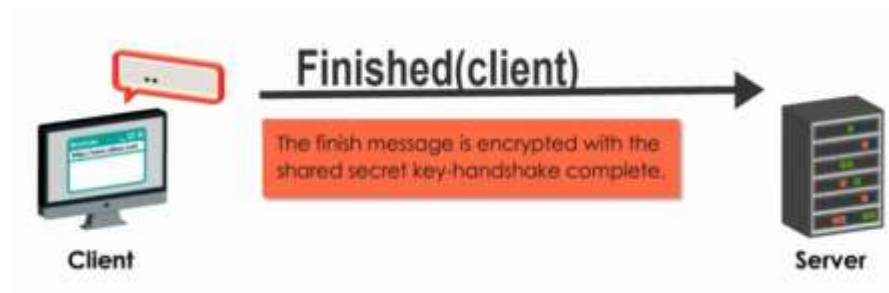 Finished(client)
The finish message is encrypted with the
shared secret key-handshake complete.
Client
Server